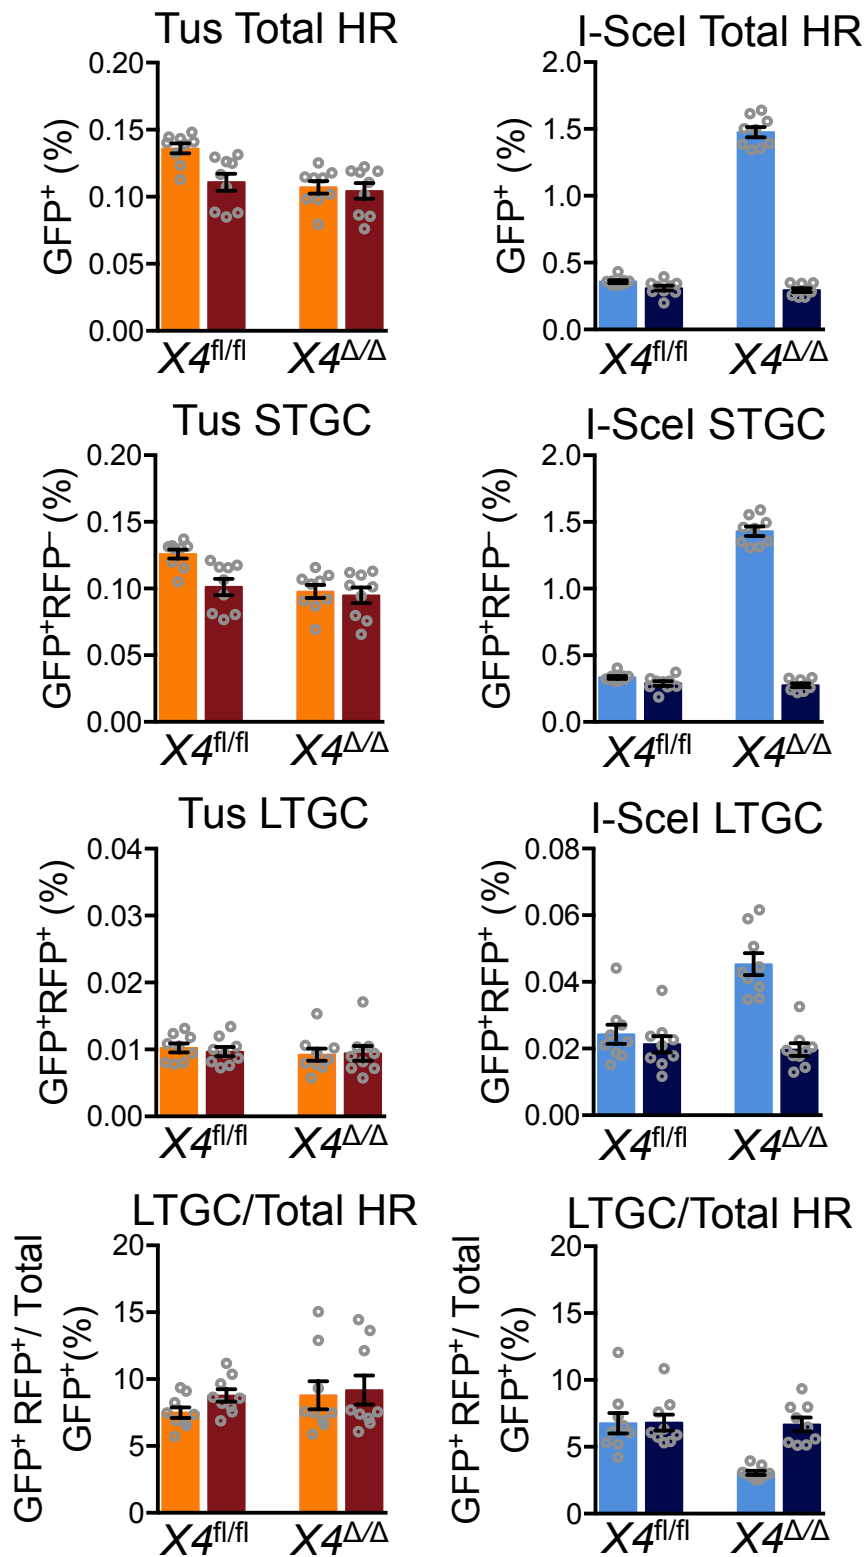 Tus Total HR
GFP⁺ (%)
0.20
0.15
0.10
0.05
0.00
X4fl/fl X4Δ/Δ
I-SceI Total HR
GFP⁺ (%)
2.0
1.5
1.0
0.5
0.0
X4fl/fl X4Δ/Δ
Tus STGC
GFP⁺RFP⁻ (%)
0.20
0.15
0.10
0.05
0.00
X4fl/fl X4Δ/Δ
I-SceI STGC
GFP⁺RFP⁻ (%)
2.0
1.5
1.0
0.5
0.0
X4fl/fl X4Δ/Δ
Tus LTGC
GFP⁺RFP⁺ (%)
0.04
0.03
0.02
0.01
0.00
X4fl/fl X4Δ/Δ
I-SceI LTGC
GFP⁺RFP⁺ (%)
0.08
0.06
0.04
0.02
0.00
X4fl/fl X4Δ/Δ
LTGC/Total HR
GFP⁺ RFP⁺/ Total
GFP⁺(%)
20
15
10
5
0
X4fl/fl X4Δ/Δ
LTGC/Total HR
GFP⁺ RFP⁺/ Total
GFP⁺(%)
20
15
10
5
0
X4fl/fl X4Δ/Δ